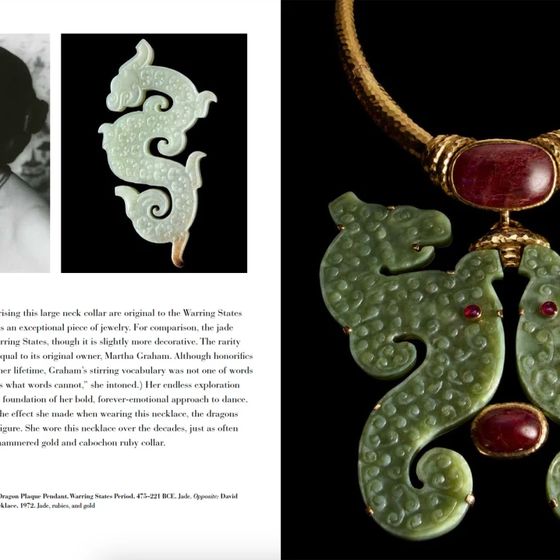 rising this large neck collar are original to the Warring States
s an exceptional piece of jewelry. For comparison, the jade
rring States, though it is slightly more decorative. The rarity
qual to its original owner, Martha Graham. Although honorifics
er lifetime, Graham's stirring vocabulary was not one of words
s what words cannot," she intoned.) Her endless exploration
foundation of her bold, forever-emotional approach to dance.
he effect she made when wearing this necklace, the dragons
igure. She wore this necklace over the decades, just as often
ammered gold and cabochon ruby collar.
Dragon Plaque Pendant, Warring States Period, 475–221 BCE. Jade. Opposite: David
cklace, 1972. Jade, rubies, and gold